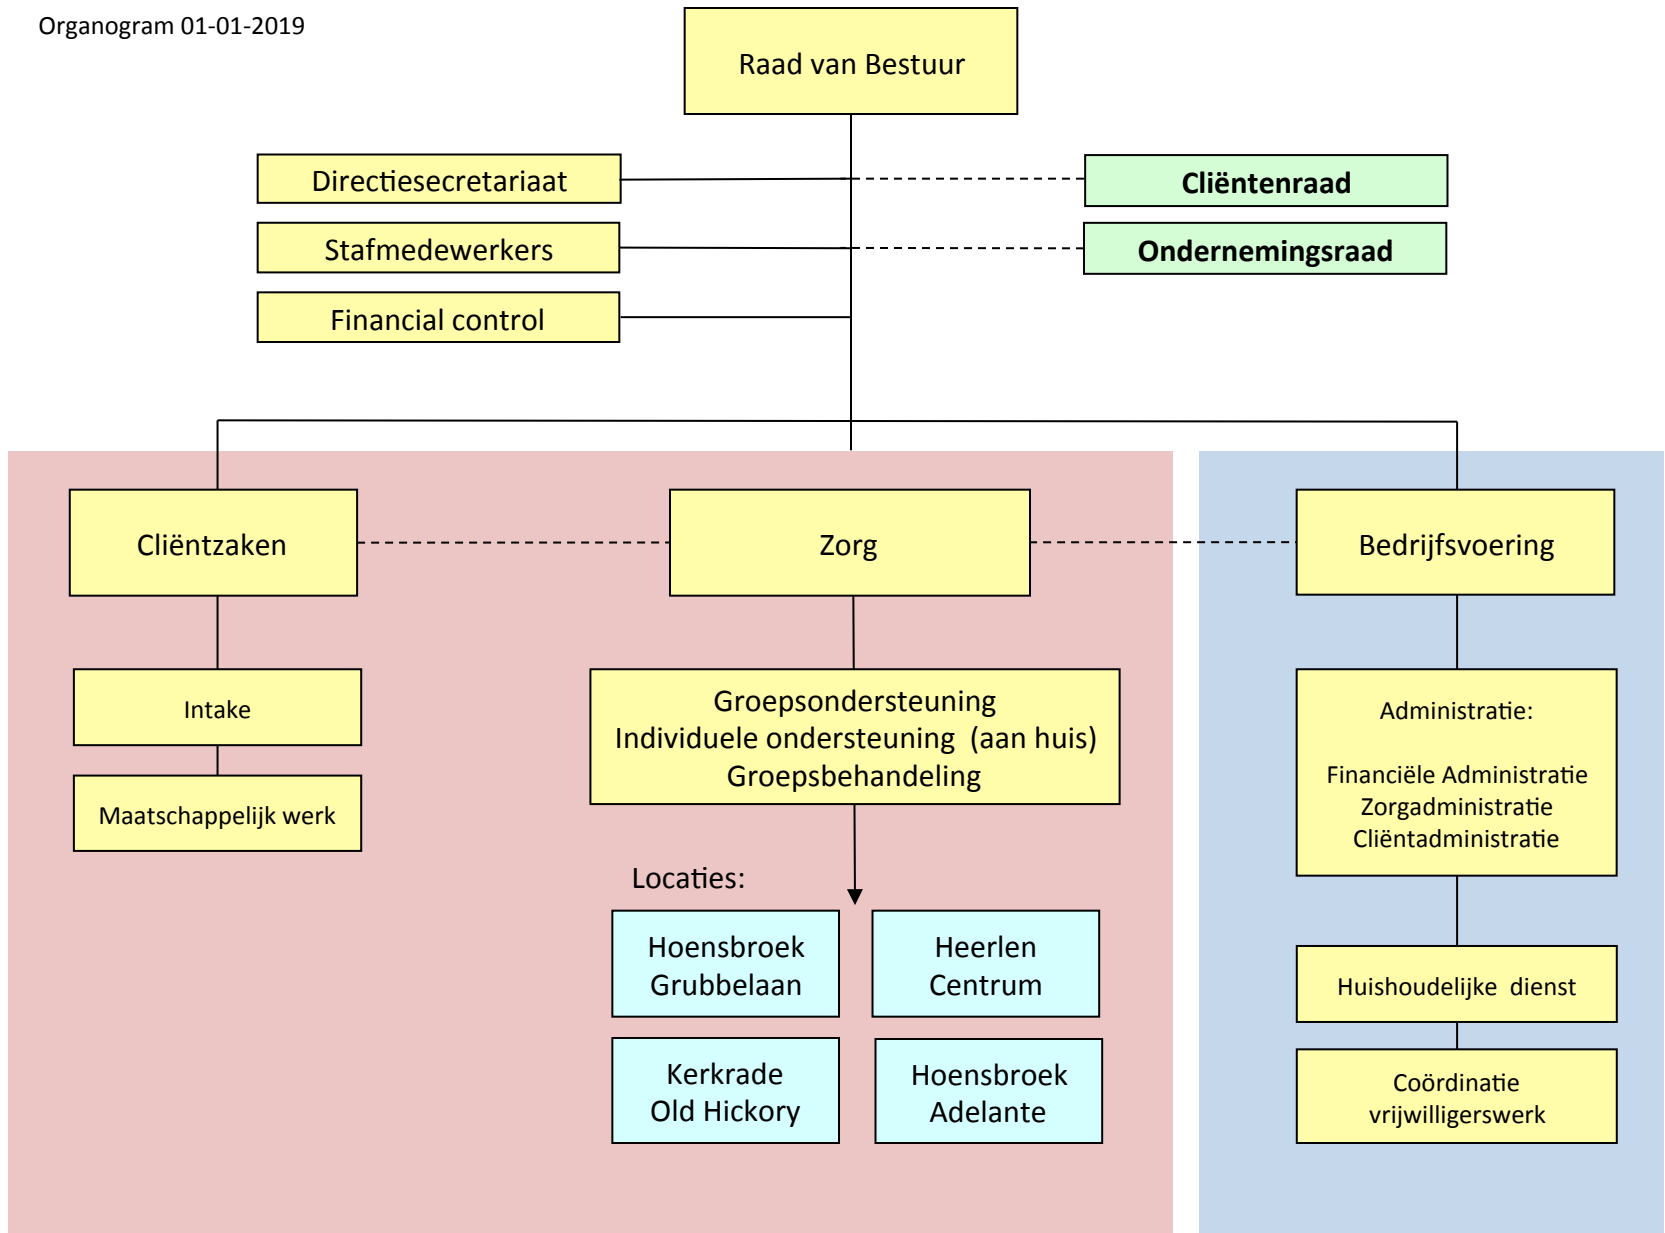 Organogram 01-01-2019
Raad van Bestuur
Directiesecretariaat
Cliëntenraad
Stafmedewerkers
Ondernemingsraad
Financial control
Cliëntzaken
Zorg
Bedrijfsvoering
Intake
Maatschappelijk werk
Groepsondersteuning
Individuele ondersteuning (aan huis)
Groepsbehandeling
Locaties:
Hoensbroek
Grubbelaan
Heerlen
Centrum
Kerkrade
Old Hickory
Hoensbroek
Adelante
Administratie:
Financiële Administratie
Zorgadministratie
Cliëntadministratie
Huishoudelijke dienst
Coördinatie
vrijwilligerswerk